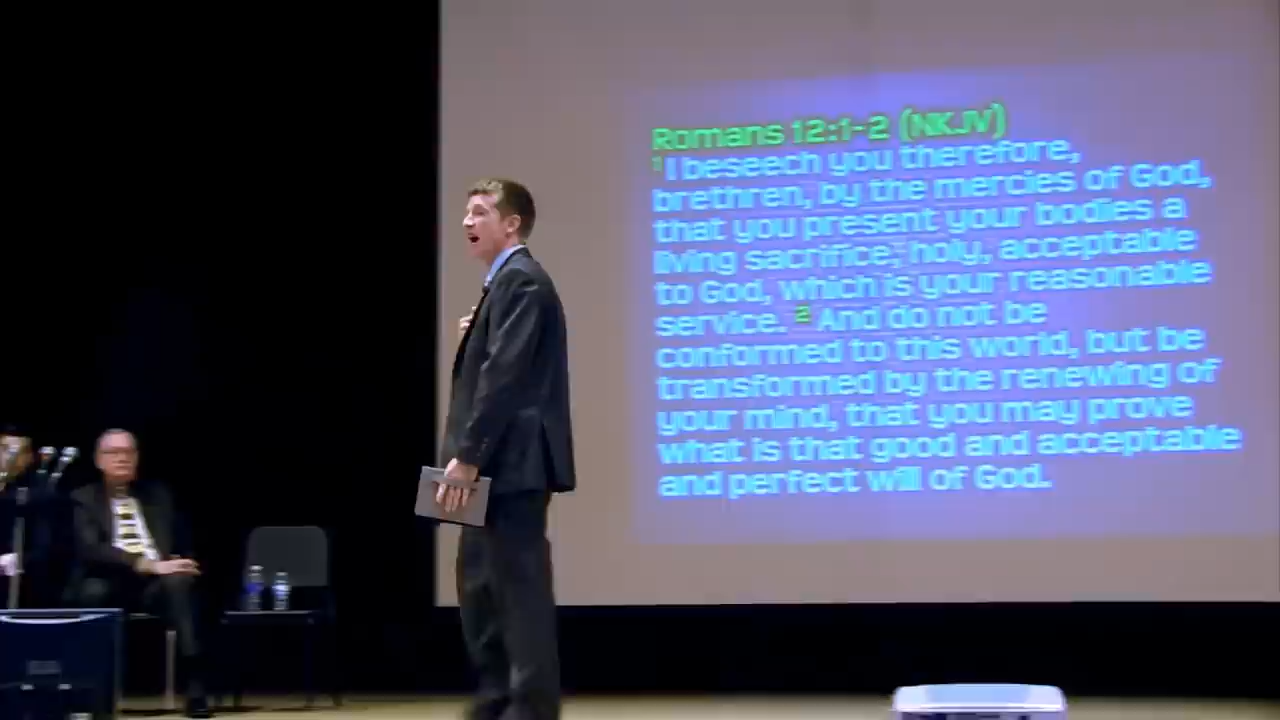 Romans 12:1-2 (NKJV)
1 I beseech you therefore,
brethren, by the mercies of God,
that you present your bodies a
living sacrifice, holy, acceptable
to God, which is your reasonable
service. 2 And do not be
conformed to this world, but be
transformed by the renewing of
your mind, that you may prove
what is that good and acceptable
and perfect will of God.